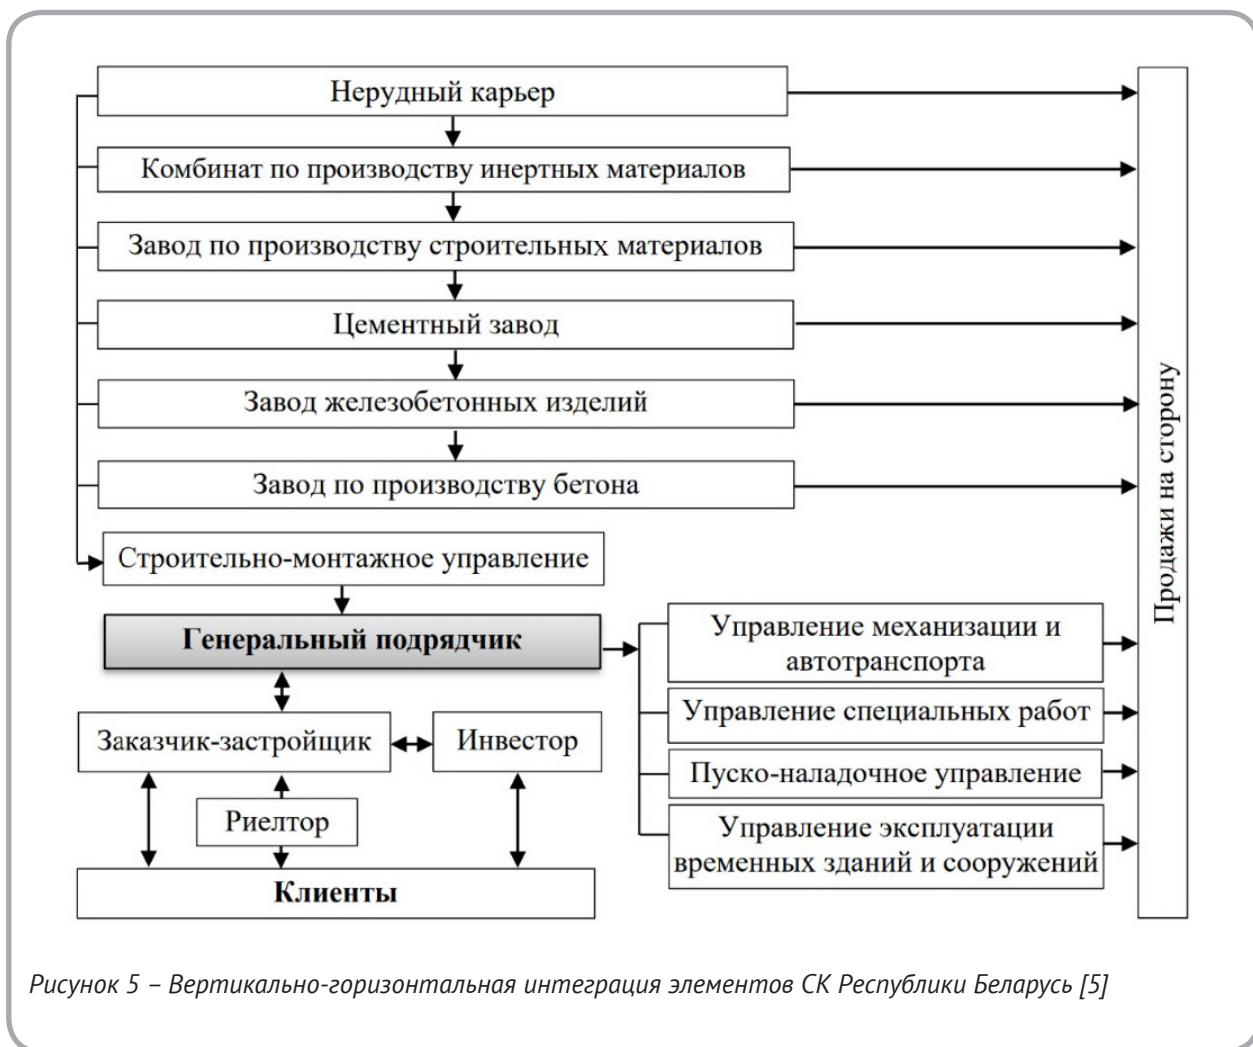 Нерудный карьер
Комбинат по производству инертных материалов
Завод по производству строительных материалов
Цементный завод
Завод железобетонных изделий
Завод по производству бетона
Строительно-монтажное управление
Генеральный подрядчик
Заказчик-застройщик
Инвестор
Риелтор
Клиенты
Управление механизации и
автотранспорта
Управление специальных работ
Пуско-наладочное управление
Управление эксплуатации
временных зданий и сооружений
Продажи на сторону
Рисунок 5 – Вертикально-горизонтальная интеграция элементов СК Республики Беларусь [5]